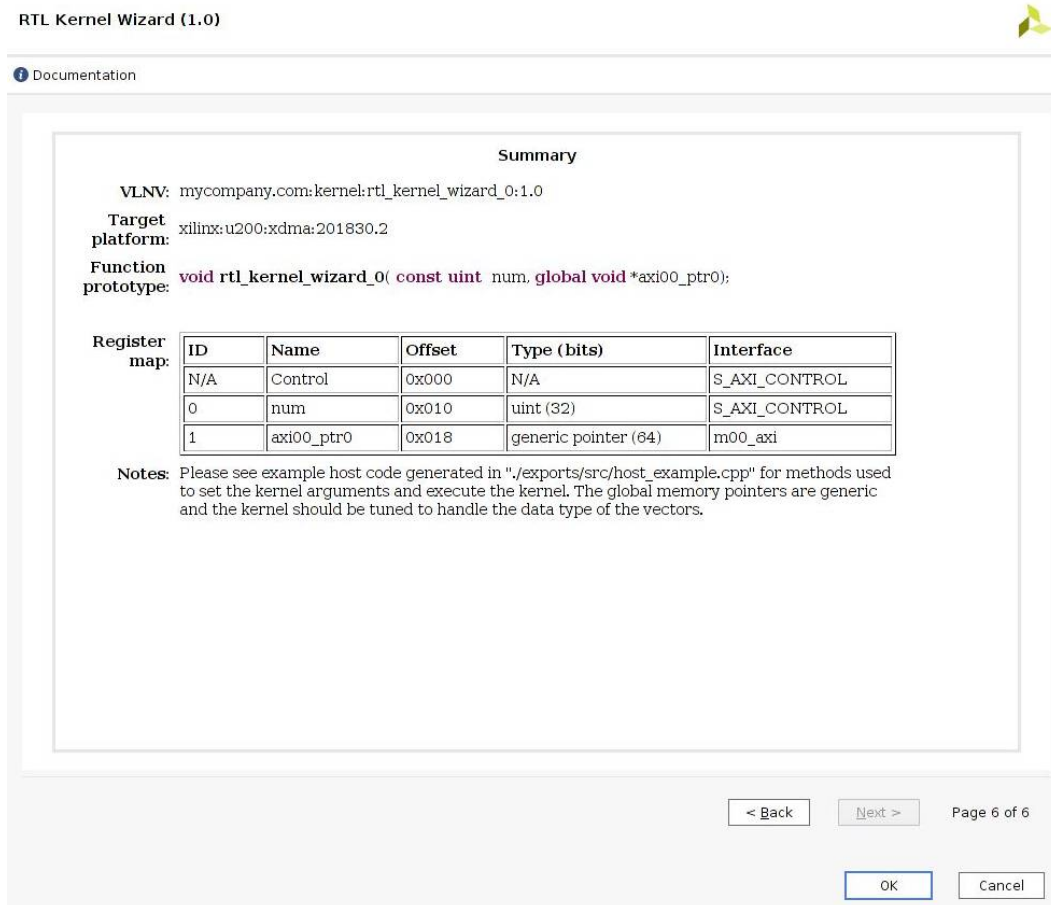 RTL Kernel Wizard (1.0)
Documentation
Summary
VLNV: mycompany.com:kernel:rtl_kernel_wizard_0:1.0
Target platform: xilinx:u200:xdma:201830.2
Function prototype: void rtl_kernel_wizard_0( const uint num, global void *axi00_ptr0);
Register map:
ID Name Offset Type (bits) Interface
N/A Control 0x000 N/A S_AXI_CONTROL
0 num 0x010 uint (32) S_AXI_CONTROL
1 axi00_ptr0 0x018 generic pointer (64) m00_axi
Notes: Please see example host code generated in "./exports/src/host_example.cpp" for methods used
to set the kernel arguments and execute the kernel. The global memory pointers are generic
and the kernel should be tuned to handle the data type of the vectors.
< Back Next > Page 6 of 6
OK Cancel